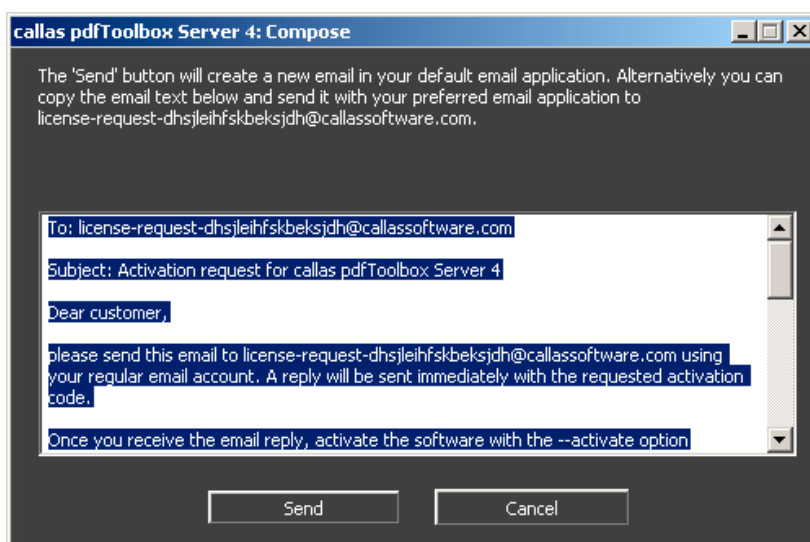 callas pdfToolbox Server 4: Compose
The 'Send' button will create a new email in your default email application. Alternatively you can
copy the email text below and send it with your preferred email application to
license-request-dhsjleihfskbeksjdh@callassoftware.com.
To: license-request-dhsjleihfskbeksjdh@callassoftware.com
Subject: Activation request for callas pdfToolbox Server 4
Dear customer,
please send this email to license-request-dhsjleihfskbeksjdh@callassoftware.com using
your regular email account. A reply will be sent immediately with the requested activation
code.
Once you receive the email reply, activate the software with the --activate option
Send
Cancel